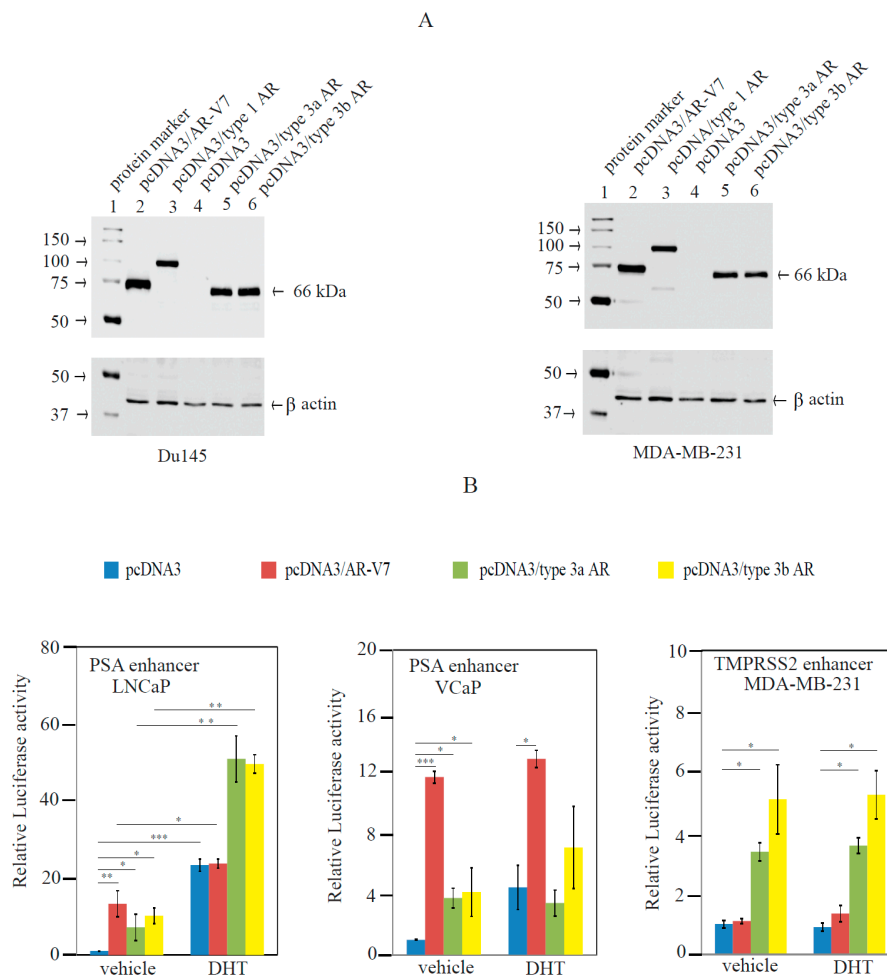 A
protein marker
pcDNA3/AR-V7
pcDNA3/type 1 AR
pcDNA3
pcDNA3/type 3a AR
pcDNA3/type 3b AR
1 2 3 4 5 6
150→
100→
75→
50→
← 66 kDa
50→
37→
←β actin
Du145
protein marker
pcDNA3/AR-V7
pcDNA/type 1 AR
pcDNA3
pcDNA3/type 3a AR
pcDNA3/type 3b AR
1 2 3 4 5 6
150→
100→
75→
50→
← 66 kDa
50→
37→
←β actin
MDA-MB-231
B
pcDNA3 pcDNA3/AR-V7 pcDNA3/type 3a AR pcDNA3/type 3b AR
Relative Luciferase activity
80
60
40
20
0
PSA enhancer
LNCaP
**
**
*
***
*
*
**
vehicle DHT
Relative Luciferase activity
20
16
12
8
4
0
PSA enhancer
VCaP
*
*
***
*
vehicle DHT
Relative Luciferase activity
10
8
6
4
2
0
TMPRSS2 enhancer
MDA-MB-231
*
*
*
*
vehicle DHT